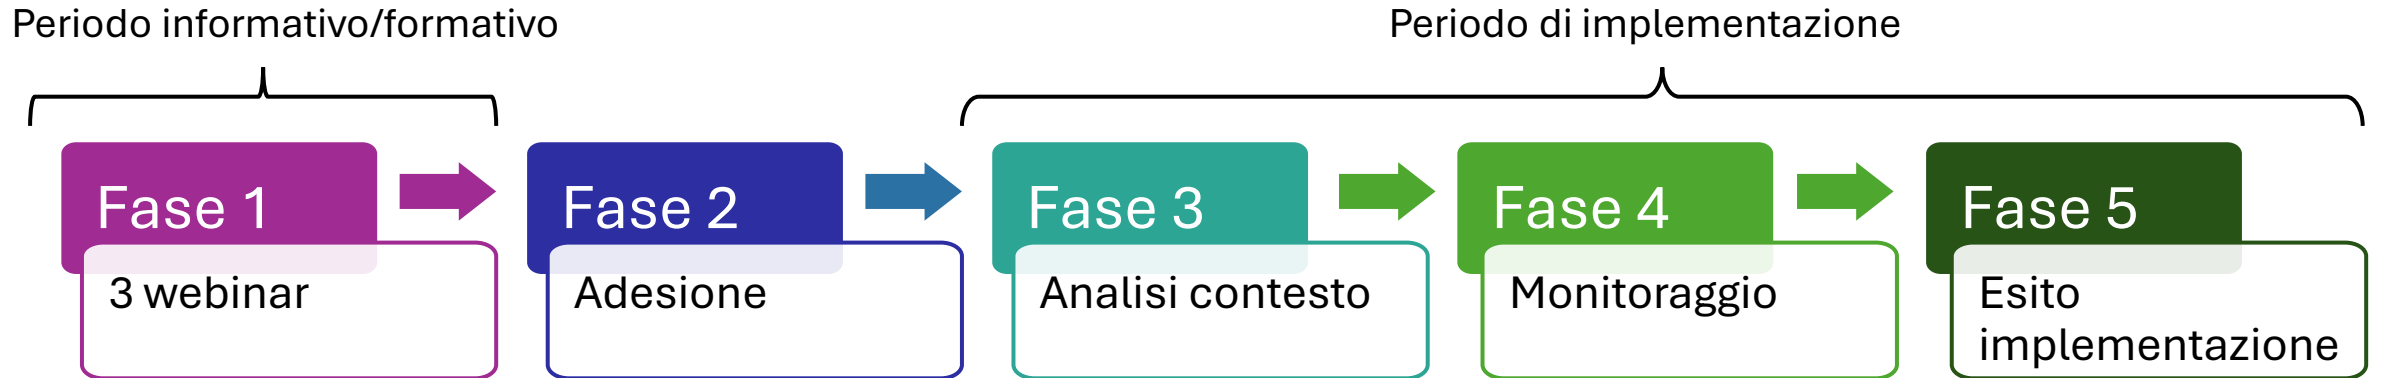 Periodo informativo/formativo
Periodo di implementazione
Fase 1
3 webinar
Fase 2
Adesione
Fase 3
Analisi contesto
Fase 4
Monitoraggio
Fase 5
Esito
implementazione